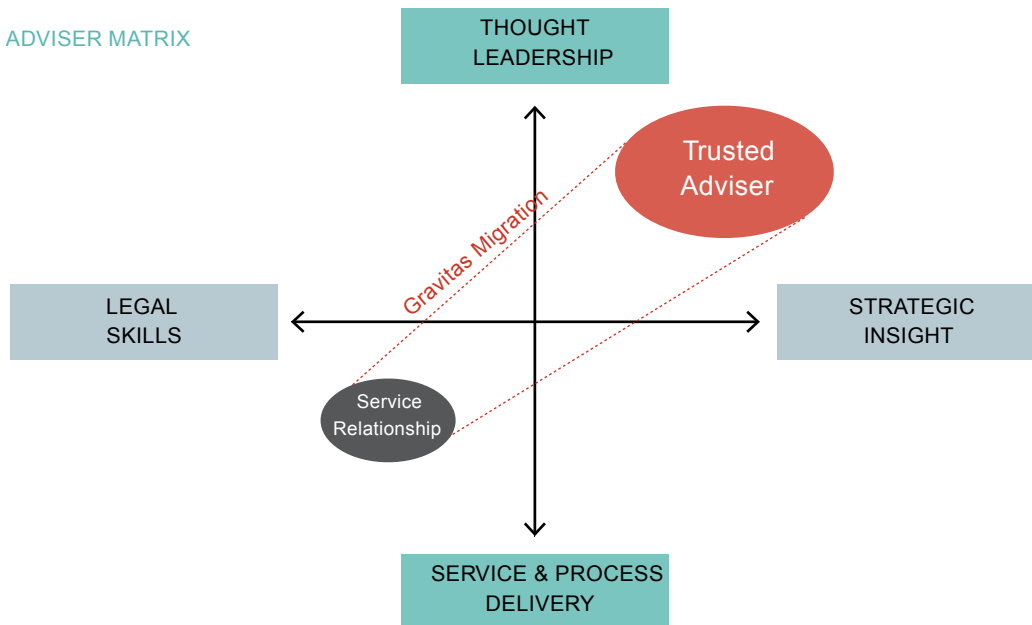 ADVISER MATRIX
THOUGHT
LEADERSHIP
Trusted
Adviser
Gravitas Migration
LEGAL
SKILLS
STRATEGIC
INSIGHT
Service
Relationship
SERVICE & PROCESS
DELIVERY